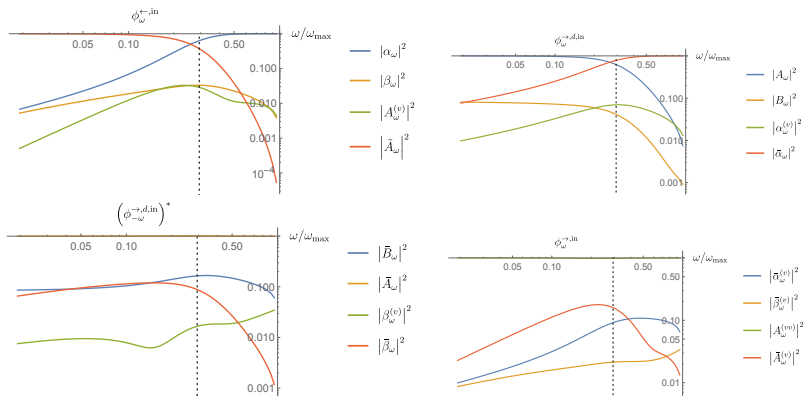 ϕ_ω^{←,in}
ω/ω_max
0.05 0.10 0.50
0.100
0.010
0.001
10⁻⁴
|α_ω|²
|β_ω|²
|A_ω^{(v)}|²
|Ã_ω|²
ϕ_ω^{→,d,in}
ω/ω_max
0.05 0.10 0.50
0.100
0.010
0.001
|A_ω|²
|B_ω|²
|α_ω^{(v)}|²
|ᾱ_ω|²
(ϕ_{-ω}^{→,d,in})*
ω/ω_max
0.05 0.10 0.50
0.100
0.010
0.001
|B̄_ω|²
|Ā_ω|²
|β_ω^{(v)}|²
|β̄_ω|²
ϕ_ω^{→,in}
ω/ω_max
0.05 0.10 0.50
0.50
0.10
0.05
0.01
|ᾱ_ω^{(v)}|²
|β̄_ω^{(v)}|²
|A_ω^{(vv)}|²
|Ā_ω^{(v)}|²